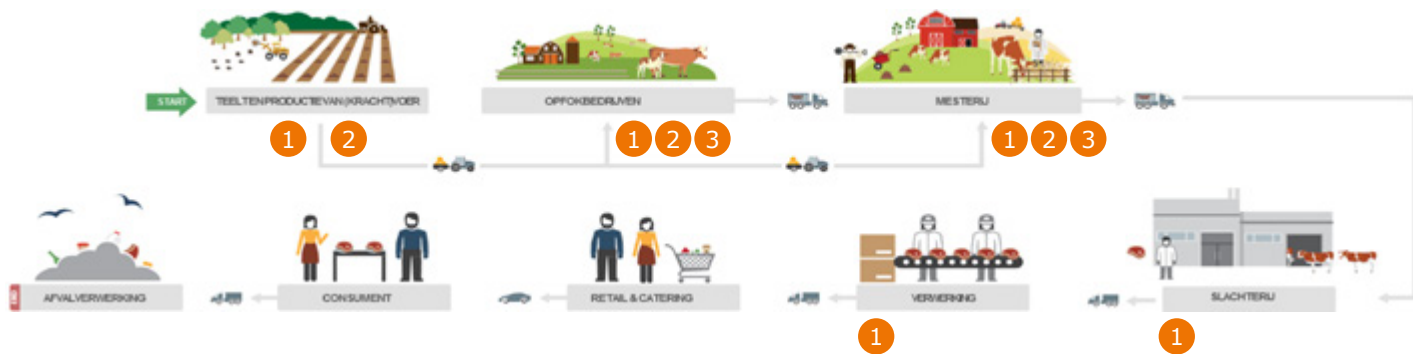 START
TEELT EN PRODUCTIE VAN (KRACHT)VOER
OPFOKBEDRIJVEN
MESTERIJ
1 2
1 2 3
1 2 3
END
AFVALVERWERKING
CONSUMENT
RETAIL & CATERING
VERWERKING
SLACHTERIJ
1
1